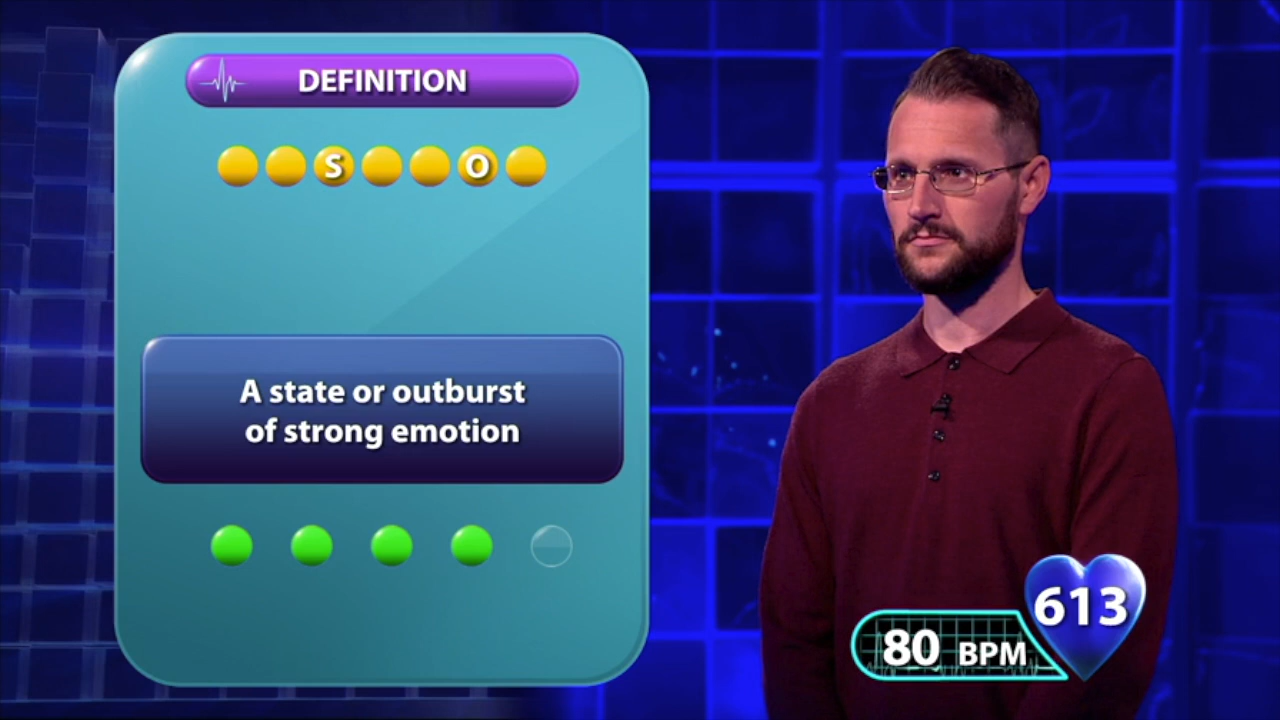 DEFINITION
S O
A state or outburst
of strong emotion
613
80 BPM